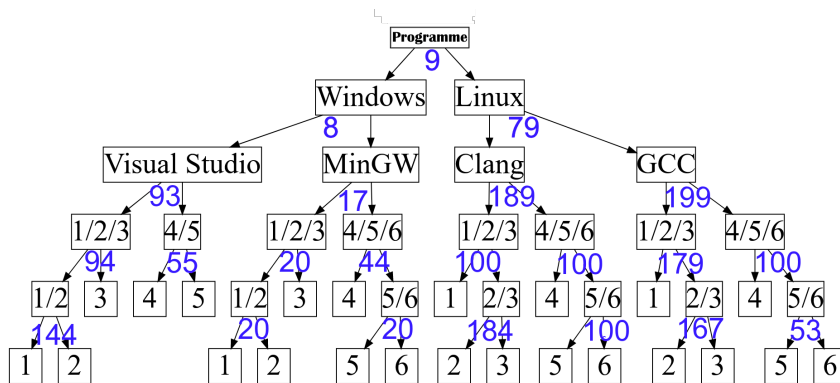 Programme
9
Windows Linux
8 79
Visual Studio MinGW Clang GCC
93 17 189 199
1/2/3 4/5 1/2/3 4/5/6 1/2/3 4/5/6 1/2/3 4/5/6
94 55 20 44 100 100 179 100
1/2 3 4 5 1/2 3 4 5/6 1 2/3 4 5/6 1 2/3 4 5/6
144 20 20 184 100 167 53
1 2 1 2 5 6 2 3 5 6 2 3 5 6